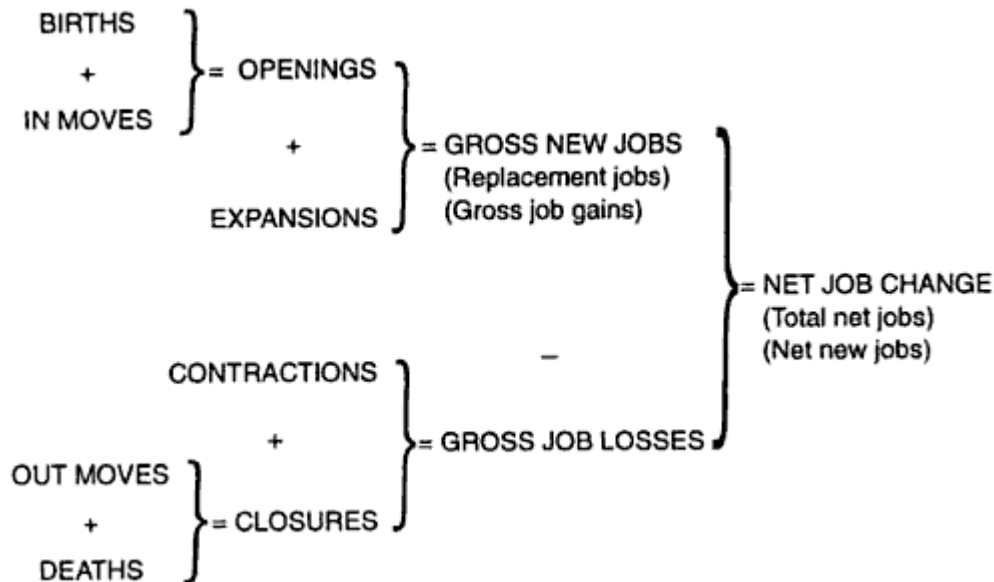 BIRTHS
+
IN MOVES
= OPENINGS
+
EXPANSIONS
= GROSS NEW JOBS
(Replacement jobs)
(Gross job gains)
–
CONTRACTIONS
+
OUT MOVES
+
DEATHS
= CLOSURES
= GROSS JOB LOSSES
= NET JOB CHANGE
(Total net jobs)
(Net new jobs)